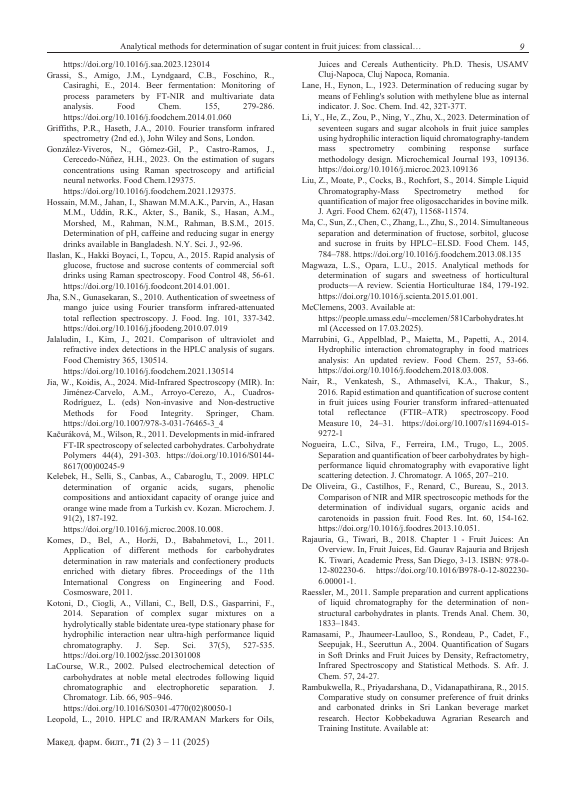 Analytical methods for determination of sugar content in fruit juices: from classical…
9
https://doi.org/10.1016/j.saa.2023.123014
Grassi, S., Amigo, J.M., Lyndgaard, C.B., Foschino, R.,
Casiraghi, E., 2014. Beer fermentation: Monitoring of
process parameters by FT-NIR and multivariate data
analysis. Food Chem. 155, 279-286.
https://doi.org/10.1016/j.foodchem.2014.01.060
Griffiths, P.R., Haseth, J.A., 2010. Fourier transform infrared
spectrometry (2nd ed.), John Wiley and Sons, London.
González-Viveros, N., Gómez-Gil, P., Castro-Ramos, J.,
Cerecedo-Núñez, H.H., 2023. On the estimation of sugars
concentrations using Raman spectroscopy and artificial
neural networks. Food Chem.129375.
https://doi.org/10.1016/j.foodchem.2021.129375.
Hossain, M.M., Jahan, I., Shawan M.M.A.K., Parvin, A., Hasan
M.M., Uddin, R.K., Akter, S., Banik, S., Hasan, A.M.,
Morshed, M., Rahman, N.M., Rahman, B.S.M., 2015.
Determination of pH, caffeine and reducing sugar in energy
drinks available in Bangladesh. N.Y. Sci. J., 92-96.
Ilaslan, K., Hakki Boyaci, I., Topcu, A., 2015. Rapid analysis of
glucose, fructose and sucrose contents of commercial soft
drinks using Raman spectroscopy. Food Control 48, 56-61.
https://doi.org/10.1016/j.foodcont.2014.01.001.
Jha, S.N., Gunasekaran, S., 2010. Authentication of sweetness of
mango juice using Fourier transform infrared-attenuated
total reflection spectroscopy. J. Food. Ing. 101, 337-342.
https://doi.org/10.1016/j.jfoodeng.2010.07.019
Jalaludin, I., Kim, J., 2021. Comparison of ultraviolet and
refractive index detections in the HPLC analysis of sugars.
Food Chemistry 365, 130514.
https://doi.org/10.1016/j.foodchem.2021.130514
Jia, W., Koidis, A., 2024. Mid-Infrared Spectroscopy (MIR). In:
Jiménez-Carvelo, A.M., Arroyo-Cerezo, A., Cuadros-
Rodríguez, L. (eds) Non-invasive and Non-destructive
Methods for Food Integrity. Springer, Cham.
https://doi.org/10.1007/978-3-031-76465-3_4
Kačuráková, M., Wilson, R., 2011. Developments in mid-infrared
FT-IR spectroscopy of selected carbohydrates. Carbohydrate
Polymers 44(4), 291-303. https://doi.org/10.1016/S0144-
8617(00)00245-9
Kelebek, H., Selli, S., Canbas, A., Cabaroglu, T., 2009. HPLC
determination of organic acids, sugars, phenolic
compositions and antioxidant capacity of orange juice and
orange wine made from a Turkish cv. Kozan. Microchem. J.
91(2), 187-192.
https://doi.org/10.1016/j.microc.2008.10.008.
Komes, D., Bel, A., Horži, D., Babahmetovi, L., 2011.
Application of different methods for carbohydrates
determination in raw materials and confectionery products
enriched with dietary fibres. Proceedings of the 11th
International Congress on Engineering and Food.
Cosmosware, 2011.
Kotoni, D., Ciogli, A., Villani, C., Bell, D.S., Gasparrini, F.,
2014. Separation of complex sugar mixtures on a
hydrolytically stable bidentate urea-type stationary phase for
hydrophilic interaction near ultra-high performance liquid
chromatography. J. Sep. Sci. 37(5), 527-535.
https://doi.org/10.1002/jssc.201301008
LaCourse, W.R., 2002. Pulsed electrochemical detection of
carbohydrates at noble metal electrodes following liquid
chromatographic and electrophoretic separation. J.
Chromatogr. Lib. 66, 905–946.
https://doi.org/10.1016/S0301-4770(02)80050-1
Leopold, L., 2010. HPLC and IR/RAMAN Markers for Oils,
Juices and Cereals Authenticity. Ph.D. Thesis, USAMV
Cluj-Napoca, Cluj Napoca, Romania.
Lane, H., Eynon, L., 1923. Determination of reducing sugar by
means of Fehling's solution with methylene blue as internal
indicator. J. Soc. Chem. Ind. 42, 32T-37T.
Li, Y., He, Z., Zou, P., Ning, Y., Zhu, X., 2023. Determination of
seventeen sugars and sugar alcohols in fruit juice samples
using hydrophilic interaction liquid chromatography-tandem
mass spectrometry combining response surface
methodology design. Microchemical Journal 193, 109136.
https://doi.org/10.1016/j.microc.2023.109136
Liu, Z., Moate, P., Cocks, B., Rochfort, S., 2014. Simple Liquid
Chromatography-Mass Spectrometry method for
quantification of major free oligosaccharides in bovine milk.
J. Agri. Food Chem. 62(47), 11568-11574.
Ma, C., Sun, Z., Chen, C., Zhang, L., Zhu, S., 2014. Simultaneous
separation and determination of fructose, sorbitol, glucose
and sucrose in fruits by HPLC–ELSD. Food Chem. 145,
784–788. https://doi.org/10.1016/j.foodchem.2013.08.135
Magwaza, L.S., Opara, L.U., 2015. Analytical methods for
determination of sugars and sweetness of horticultural
products—A review. Scientia Horticulturae 184, 179-192.
https://doi.org/10.1016/j.scienta.2015.01.001.
McClemens, 2003. Available at:
https://people.umass.edu/~mcclemen/581Carbohydrates.ht
ml (Accessed on 17.03.2025).
Marrubini, G., Appelblad, P., Maietta, M., Papetti, A., 2014.
Hydrophilic interaction chromatography in food matrices
analysis: An updated review. Food Chem. 257, 53-66.
https://doi.org/10.1016/j.foodchem.2018.03.008.
Nair, R., Venkatesh, S., Athmaselvi, K.A., Thakur, S.,
2016. Rapid estimation and quantification of sucrose content
in fruit juices using Fourier transform infrared–attenuated
total reflectance (FTIR–ATR) spectroscopy. Food
Measure 10, 24–31. https://doi.org/10.1007/s11694-015-
9272-1
Nogueira, L.C., Silva, F., Ferreira, I.M., Trugo, L., 2005.
Separation and quantification of beer carbohydrates by high-
performance liquid chromatography with evaporative light
scattering detection. J. Chromatogr. A 1065, 207–210.
De Oliveira, G., Castilhos, F., Renard, C., Bureau, S., 2013.
Comparison of NIR and MIR spectroscopic methods for the
determination of individual sugars, organic acids and
carotenoids in passion fruit. Food Res. Int. 60, 154-162.
https://doi.org/10.1016/j.foodres.2013.10.051.
Rajauria, G., Tiwari, B., 2018. Chapter 1 - Fruit Juices: An
Overview. In, Fruit Juices, Ed. Gaurav Rajauria and Brijesh
K. Tiwari, Academic Press, San Diego, 3-13. ISBN: 978-0-
12-802230-6. https://doi.org/10.1016/B978-0-12-802230-
6.00001-1.
Raessler, M., 2011. Sample preparation and current applications
of liquid chromatography for the determination of non-
structural carbohydrates in plants. Trends Anal. Chem. 30,
1833–1843.
Ramasami, P., Jhaumeer-Laulloo, S., Rondeau, P., Cadet, F.,
Seepujak, H., Seeruttun A., 2004. Quantification of Sugars
in Soft Drinks and Fruit Juices by Density, Refractometry,
Infrared Spectroscopy and Statistical Methods. S. Afr. J.
Chem. 57, 24-27.
Rambukwella, R., Priyadarshana, D., Vidanapathirana, R., 2015.
Comparative study on consumer preference of fruit drinks
and carbonated drinks in Sri Lankan beverage market
research. Hector Kobbekaduwa Agrarian Research and
Training Institute. Available at:
Макед. фарм. билт., 71 (2) 3 – 11 (2025)